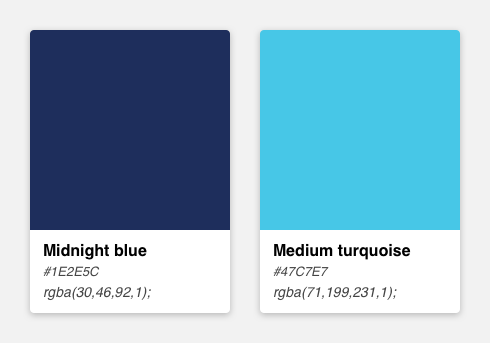 Midnight blue
#1E2E5C
rgba(30,46,92,1);
Medium turquoise
#47C7E7
rgba(71,199,231,1);